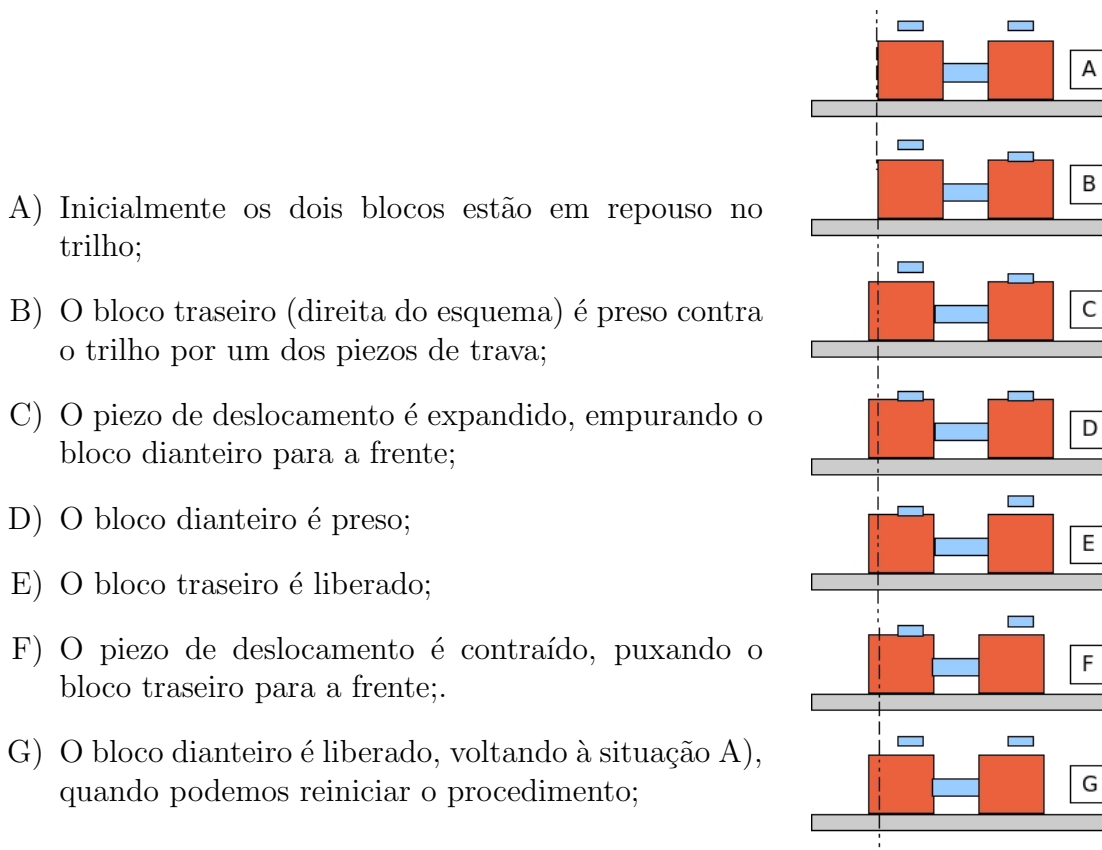 A) Inicialmente os dois blocos estão em repouso no
trilho;
B) O bloco traseiro (direita do esquema) é preso contra
o trilho por um dos piezos de trava;
C) O piezo de deslocamento é expandido, empurando o
bloco dianteiro para a frente;
D) O bloco dianteiro é preso;
E) O bloco traseiro é liberado;
F) O piezo de deslocamento é contraído, puxando o
bloco traseiro para a frente;.
G) O bloco dianteiro é liberado, voltando à situação A),
quando podemos reiniciar o procedimento;
A
B
C
D
E
F
G